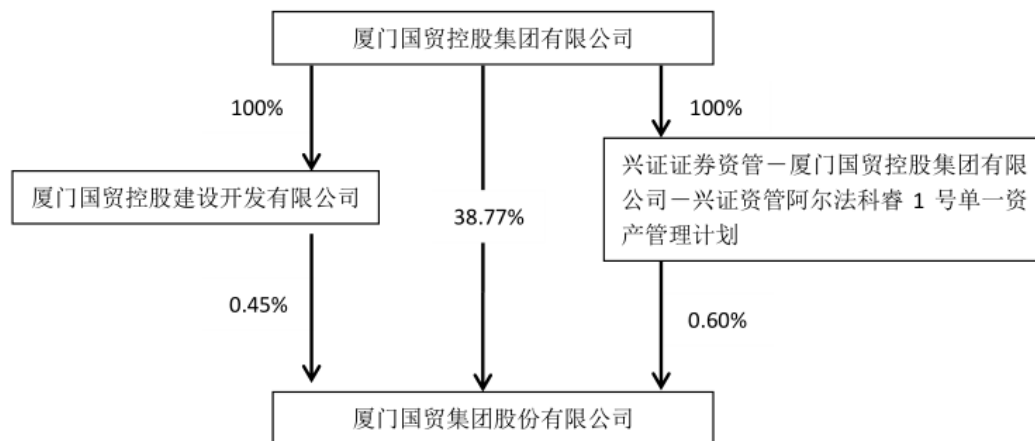 厦门国贸控股集团有限公司
100%
100%
厦门国贸控股建设开发有限公司
38.77%
兴证证券资管－厦门国贸控股集团有限
公司－兴证资管阿尔法科睿 1 号单一资
产管理计划
0.45%
0.60%
厦门国贸集团股份有限公司